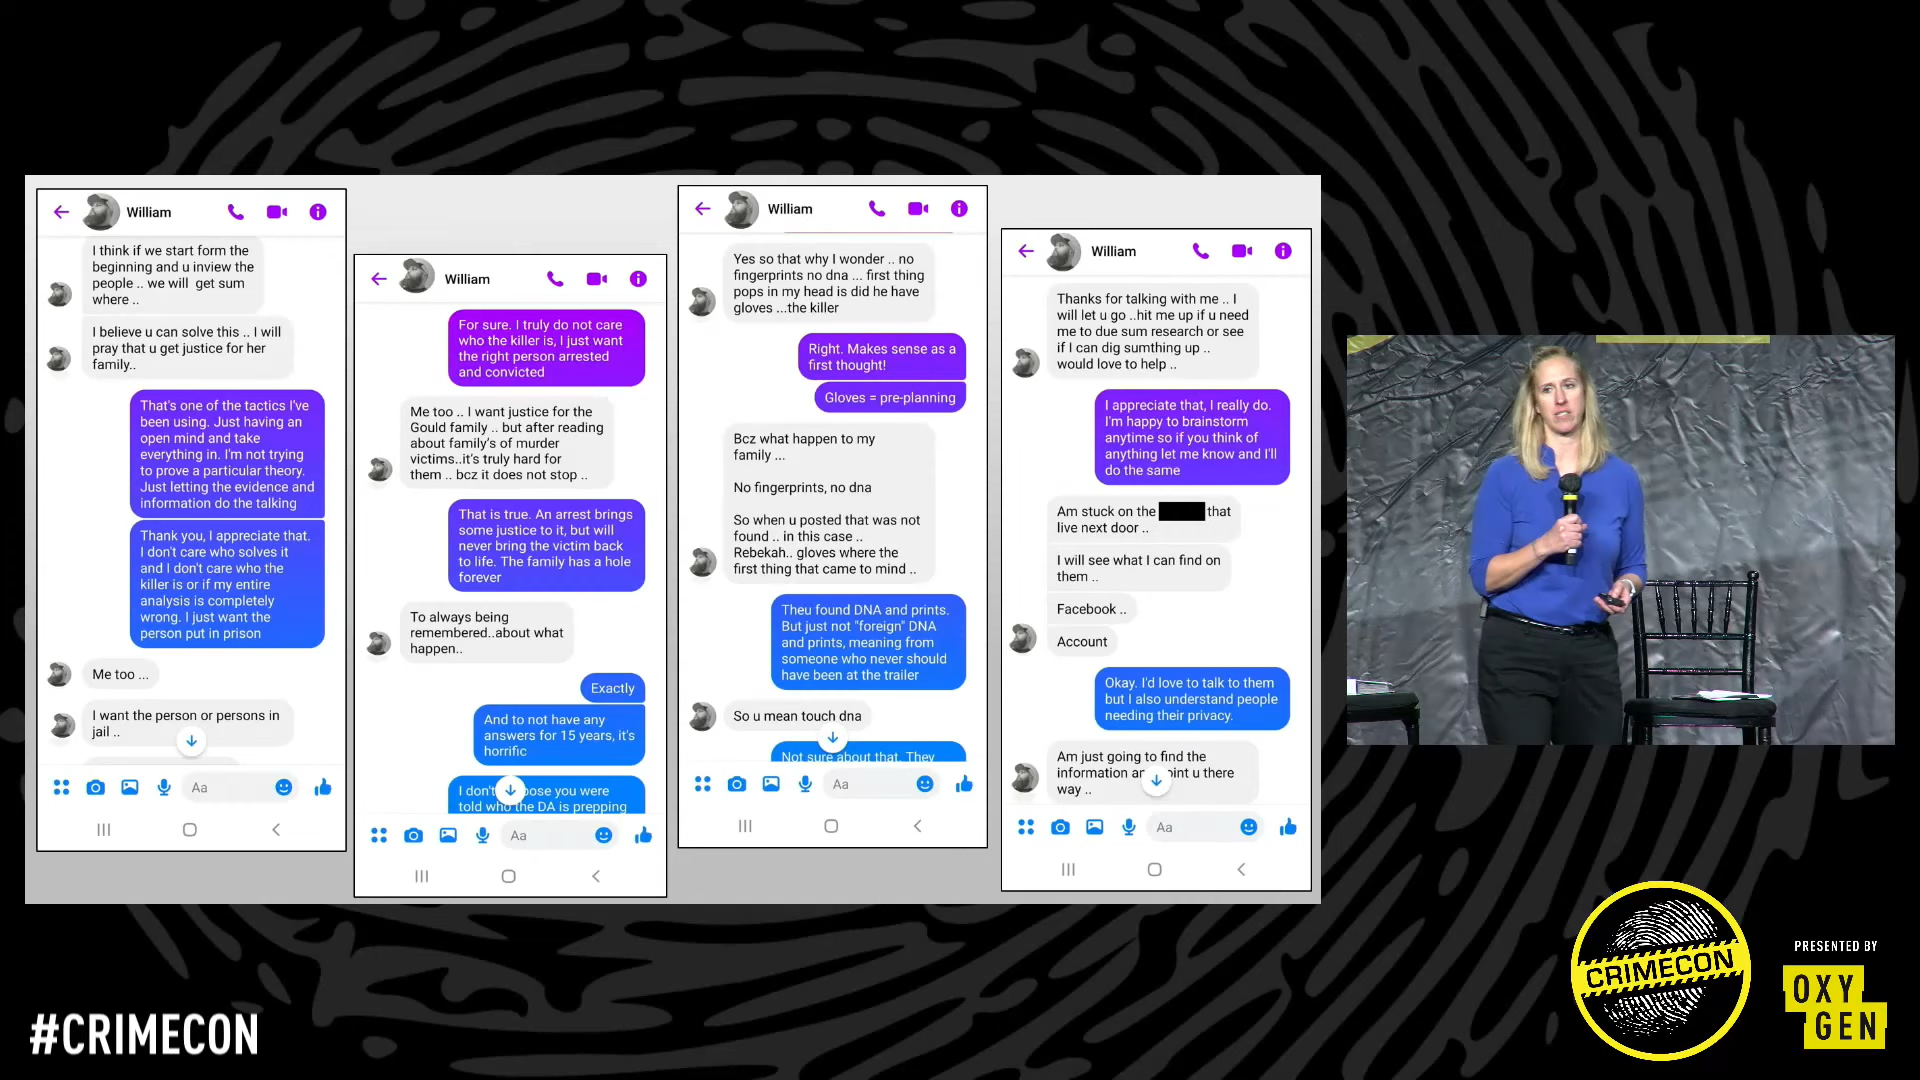 William
I think if we start form the
beginning and u inview the
people .. we will  get sum
where ..
I believe u can solve this .. I will
pray that u get justice for her
family..
That's one of the tactics I've
been using. Just having an
open mind and take
everything in. I'm not trying
to prove a particular theory.
Just letting the evidence and
information do the talking
Thank you, I appreciate that.
I don't care who solves it
and I don't care who the
killer is or if my entire
analysis is completely
wrong. I just want the
person put in prison
Me too ...
I want the person or persons in
jail ..
Aa
William
For sure. I truly do not care
who the killer is, I just want
the right person arrested
and convicted
Me too .. I want justice for the
Gould family .. but after reading
about family's of murder
victims..it's truly hard for
them .. bcz it does not stop ..
That is true. An arrest brings
some justice to it, but will
never bring the victim back
to life. The family has a hole
forever
To always being
remembered..about what
happen..
Exactly
And to not have any
answers for 15 years, it's
horrific
I don't ose you were
told who the DA is prepping
Aa
William
Yes so that why I wonder .. no
fingerprints no dna ... first thing
pops in my head is did he have
gloves ...the killer
Right. Makes sense as a
first thought!
Gloves = pre-planning
Bcz what happen to my
family ...
No fingerprints, no dna
So when u posted that was not
found .. in this case ..
Rebekah.. gloves where the
first thing that came to mind ..
Theu found DNA and prints.
But just not "foreign" DNA
and prints, meaning from
someone who never should
have been at the trailer
So u mean touch dna
Not sure about that. They
Aa
William
Thanks for talking with me .. I
will let u go ..hit me up if u need
me to due sum research or see
if I can dig sumthing up ..
would love to help ..
I appreciate that, I really do.
I'm happy to brainstorm
anytime so if you think of
anything let me know and I'll
do the same
Am stuck on the that
live next door ..
I will see what I can find on
them ..
Facebook ..
Account
Okay. I'd love to talk to them
but I also understand people
needing their privacy.
Am just going to find the
information an oint u there
way ..
Aa
#CRIMECON
CRIMECON
PRESENTED BY
OXY
GEN